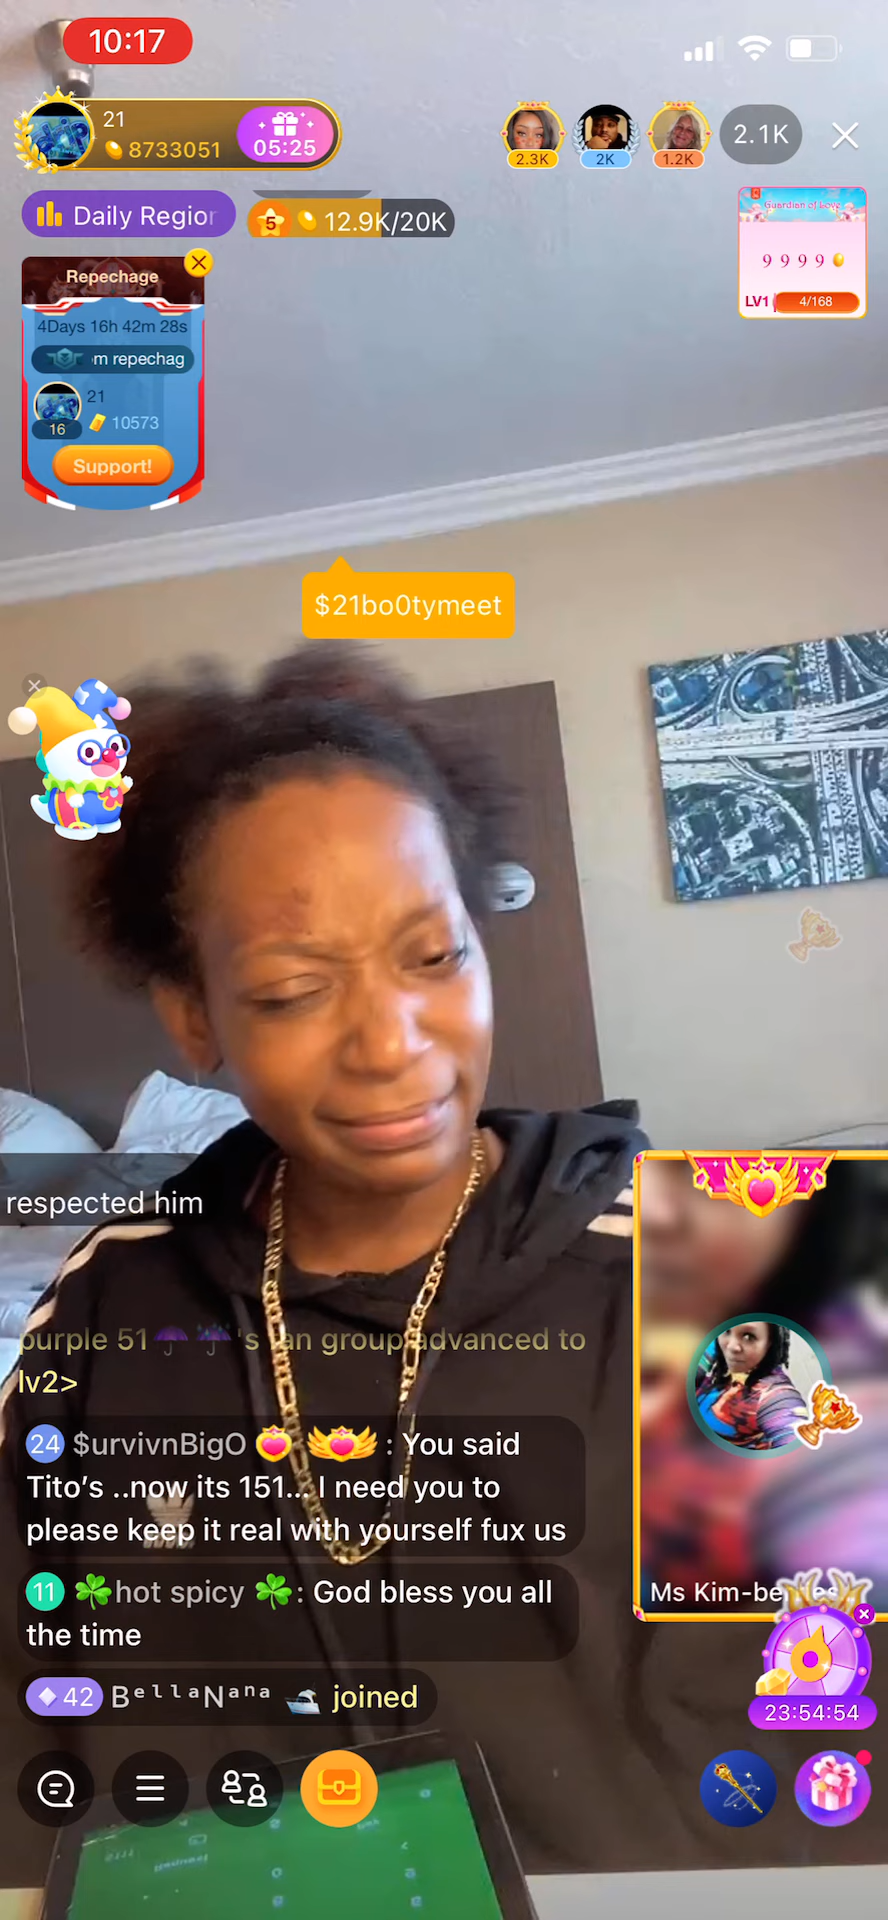 10:17
21
8733051
05:25
2.3K
2K
1.2K
2.1K
Daily Region
5
12.9K/20K
Guardian of Love
9999
LV1
4/168
Repechage
4Days 16h 42m 28s
m repechag
21
16
10573
Support!
$21bo0tymeet
respected him
purple 51 's fan group advanced to
lv2>
24 $urvivnBigO : You said
Tito's ..now its 151... I need you to
please keep it real with yourself fux us
11 hot spicy : God bless you all
the time
42 BᵉˡˡᵃNᵃⁿᵃ joined
Ms Kim-be
23:54:54